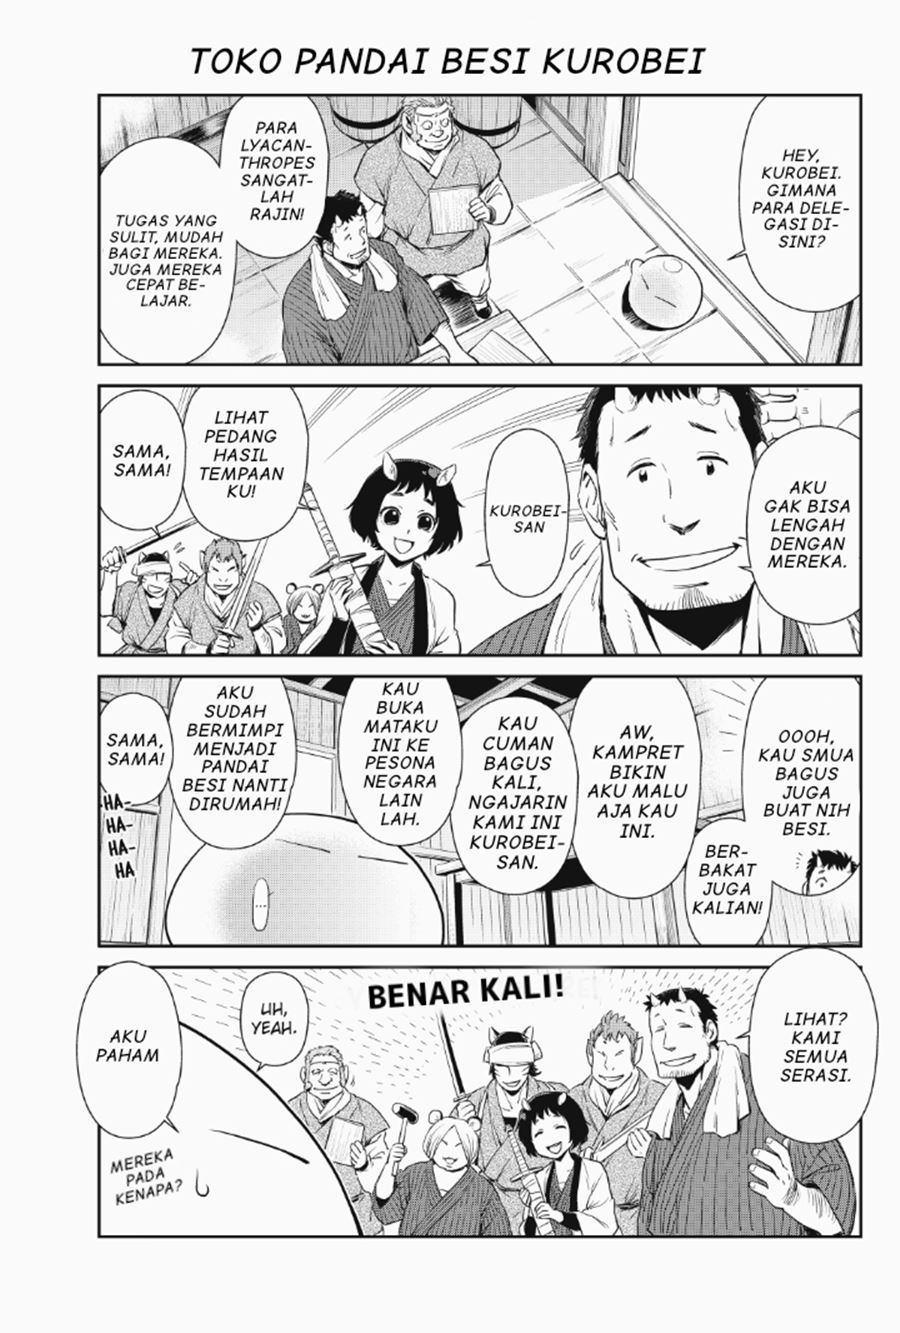 TOKO PANDAI BESI KUROBEI
HEY,
KUROBEI.
GIMANA
PARA DELE-
GASI DI-
SINI?
PARA
LYACAN-
THROPES
SANGAT-
LAH
RAJIN!
TUGAS YANG
SULIT, MUDAH
BAGI MEREKA.
JUGA MEREKA
CEPAT BE-
LAJAR.
AKU
GAK BISA
LENGAH
DENGAN
MEREKA.
KUROBEI-
SAN
LIHAT
PEDANG
HASIL
TEMPAAN
KU!
SAMA,
SAMA!
OOOH,
KAU SMUA
BAGUS
JUGA
BUAT NIH
BESI.
BER-
BAKAT
JUGA
KALIAN!
AW,
KAMPRET
BIKIN
AKU MALU
AJA KAU
INI.
KAU
CUMAN
BAGUS
KALI,
NGAJARIN
KAMI INI
KUROBEI-
SAN.
KAU
BUKA
MATAKU
INI KE
PESONA
NEGARA
LAIN
LAH.
AKU
SUDAH
BERMIMPI
MENJADI
PANDAI
BESI NANTI
DIRUMAH!
SAMA,
SAMA!
HA-
HA-
HA-
HA
...
LIHAT?
KAMI
SEMUA
SERASI.
BENAR KALI!
UH,
YEAH.
AKU
PAHAM
MEREKA
PADA
KENAPA?